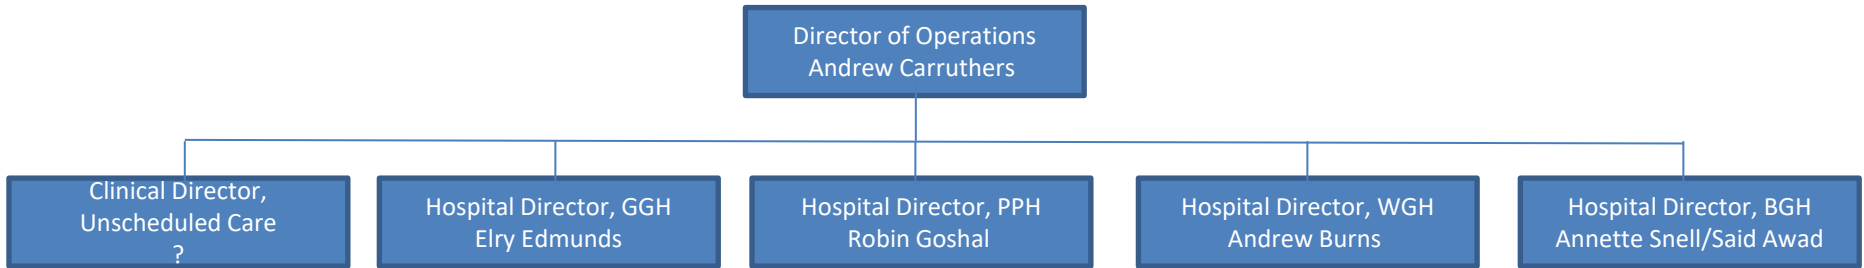 Director of Operations
Andrew Carruthers
Clinical Director,
Unscheduled Care
?
Hospital Director, GGH
Elry Edmunds
Hospital Director, PPH
Robin Goshal
Hospital Director, WGH
Andrew Burns
Hospital Director, BGH
Annette Snell/Said Awad